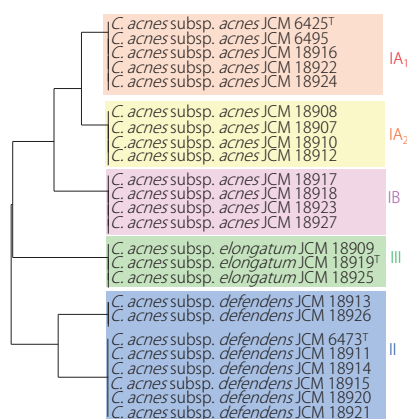 C. acnes subsp. acnes JCM 6425ᵀ
C. acnes subsp. acnes JCM 6495
C. acnes subsp. acnes JCM 18916
C. acnes subsp. acnes JCM 18922
C. acnes subsp. acnes JCM 18924
IA₁
C. acnes subsp. acnes JCM 18908
C. acnes subsp. acnes JCM 18907
C. acnes subsp. acnes JCM 18910
C. acnes subsp. acnes JCM 18912
IA₂
C. acnes subsp. acnes JCM 18917
C. acnes subsp. acnes JCM 18918
C. acnes subsp. acnes JCM 18923
C. acnes subsp. acnes JCM 18927
IB
C. acnes subsp. elongatum JCM 18909
C. acnes subsp. elongatum JCM 18919ᵀ
C. acnes subsp. elongatum JCM 18925
III
C. acnes subsp. defendens JCM 18913
C. acnes subsp. defendens JCM 18926
C. acnes subsp. defendens JCM 6473ᵀ
C. acnes subsp. defendens JCM 18911
C. acnes subsp. defendens JCM 18914
C. acnes subsp. defendens JCM 18915
C. acnes subsp. defendens JCM 18920
C. acnes subsp. defendens JCM 18921
II